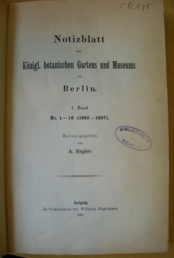 Notizblatt
des
Königl. botanischen Gartens und Museums
zu
Berlin.
I. Band
No. 1—10 (1895—1897).
Herausgegeben
von
A. Engler.
Leipzig
In Commission bei Wilhelm Engelmann
1897